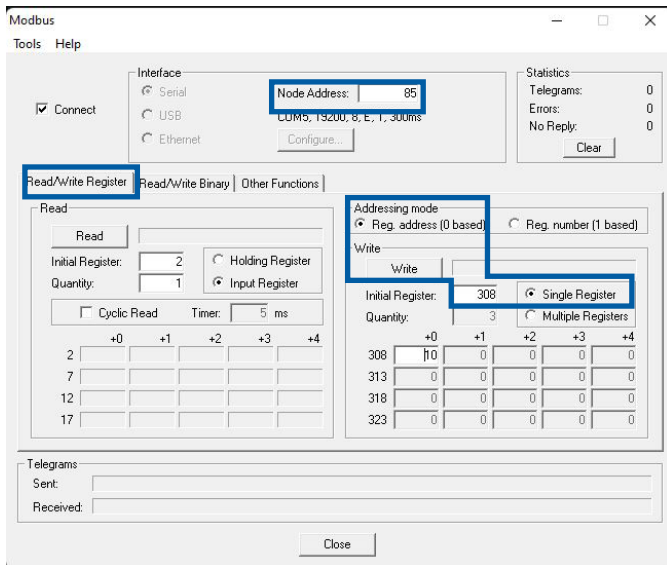 Modbus
Tools Help
Interface
Serial
USB
Ethernet
Node Address: 85
COM5, 19200, 8, E, 1, 300ms
Configure...
Connect
Statistics
Telegrams: 0
Errors: 0
No Reply: 0
Clear
Read/Write Register Read/Write Binary Other Functions
Read
Read
Initial Register: 2
Quantity: 1
Holding Register
Input Register
Cyclic Read Timer: 5 ms
+0 +1 +2 +3 +4
2
7
12
17
Addressing mode
Reg. address (0 based) Reg. number (1 based)
Write
Write
Initial Register: 308
Quantity: 3
Single Register
Multiple Registers
+0 +1 +2 +3 +4
308 10 0 0 0 0
313 0 0 0 0 0
318 0 0 0 0 0
323 0 0 0 0 0
Telegrams
Sent:
Received:
Close